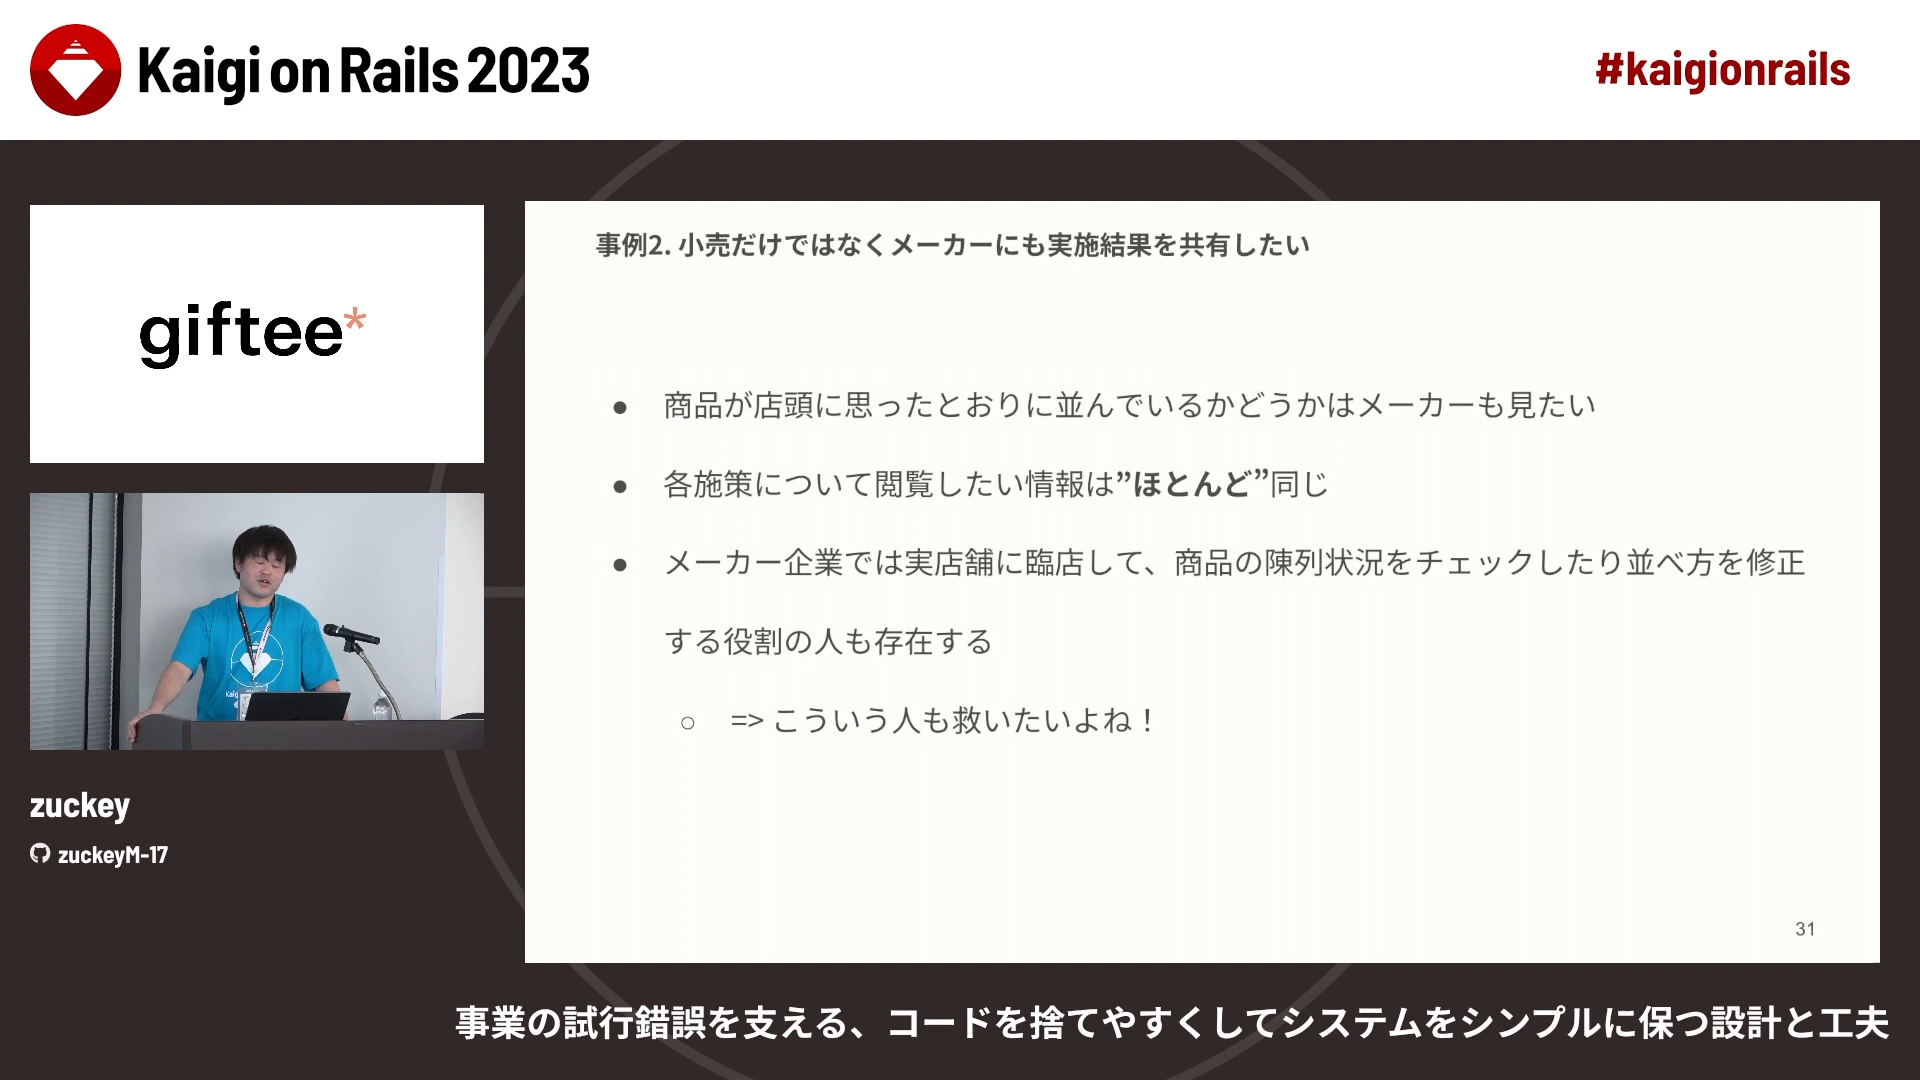 Kaigi on Rails 2023
#kaigionrails
giftee*
事例2. 小売だけではなくメーカーにも実施結果を共有したい
● 商品が店頭に思ったとおりに並んでいるかどうかはメーカーも見たい
● 各施策について閲覧したい情報は”ほとんど”同じ
● メーカー企業では実店舗に臨店して、商品の陳列状況をチェックしたり並べ方を修正
する役割の人も存在する
○ => こういう人も救いたいよね！
31
zuckey
zuckeyM-17
事業の試行錯誤を支える、コードを捨てやすくしてシステムをシンプルに保つ設計と工夫